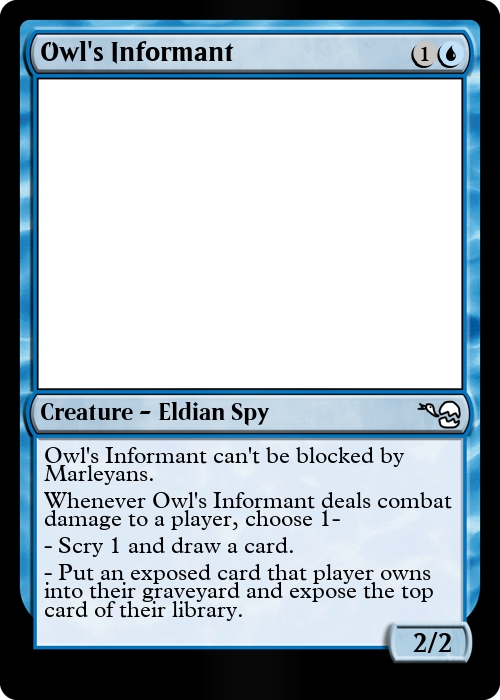 Owl's Informant 1
Creature - Eldian Spy
Owl's Informant can't be blocked by
Marleyans.
Whenever Owl's Informant deals combat
damage to a player, choose 1-
- Scry 1 and draw a card.
- Put an exposed card that player owns
into their graveyard and expose the top
card of their library.
2/2